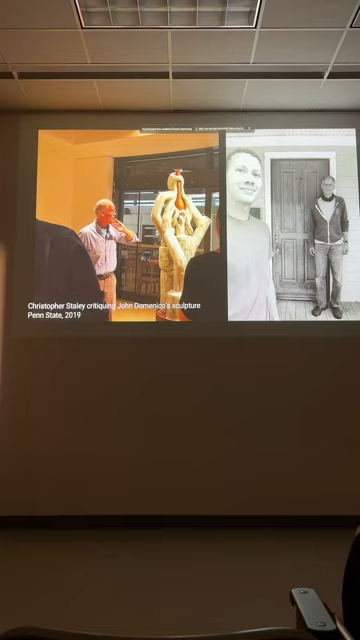 Christopher Staley critiquing John Domenico's sculpture
Penn State, 2019